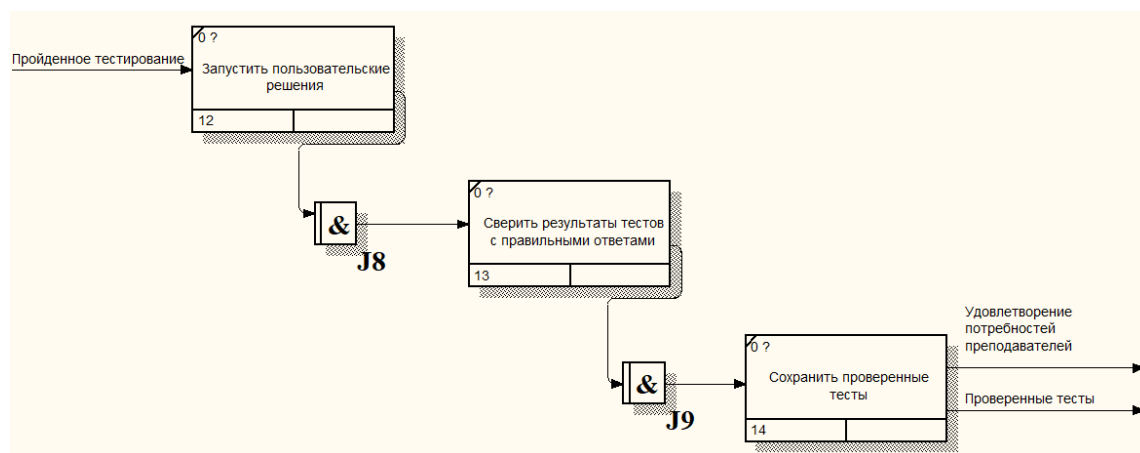 0 ?
Пройденное тестирование
Запустить пользовательские
решения
12
0 ?
&
Сверить результаты тестов
с правильными ответами
J8
13
Удовлетворение
потребностей
преподавателей
0 ?
&
Сохранить проверенные
тесты
Проверенные тесты
J9
14